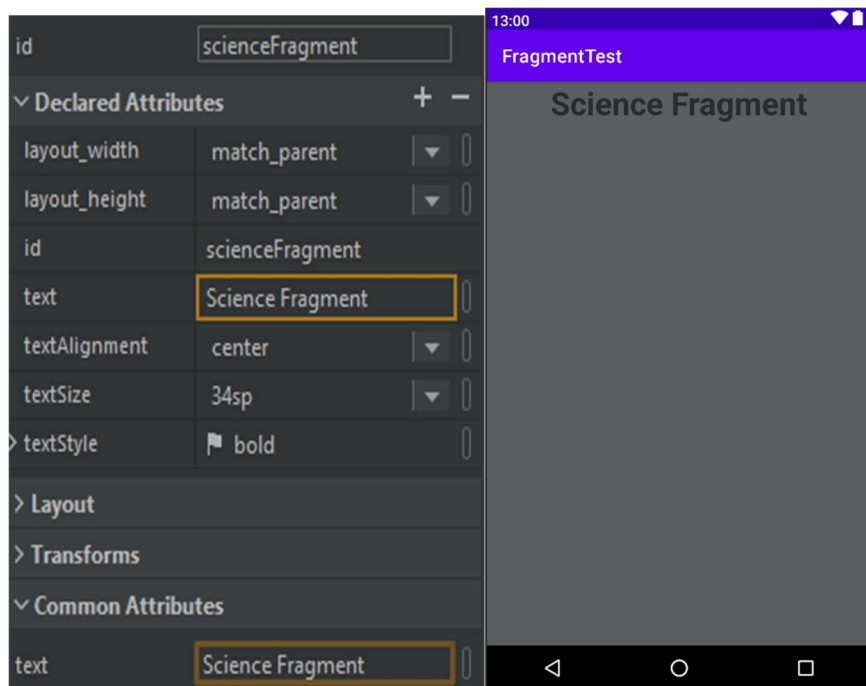 id scienceFragment
Declared Attributes + −
layout_width match_parent
layout_height match_parent
id scienceFragment
text Science Fragment
textAlignment center
textSize 34sp
textStyle bold
Layout
Transforms
Common Attributes
text Science Fragment
13:00
FragmentTest
Science Fragment